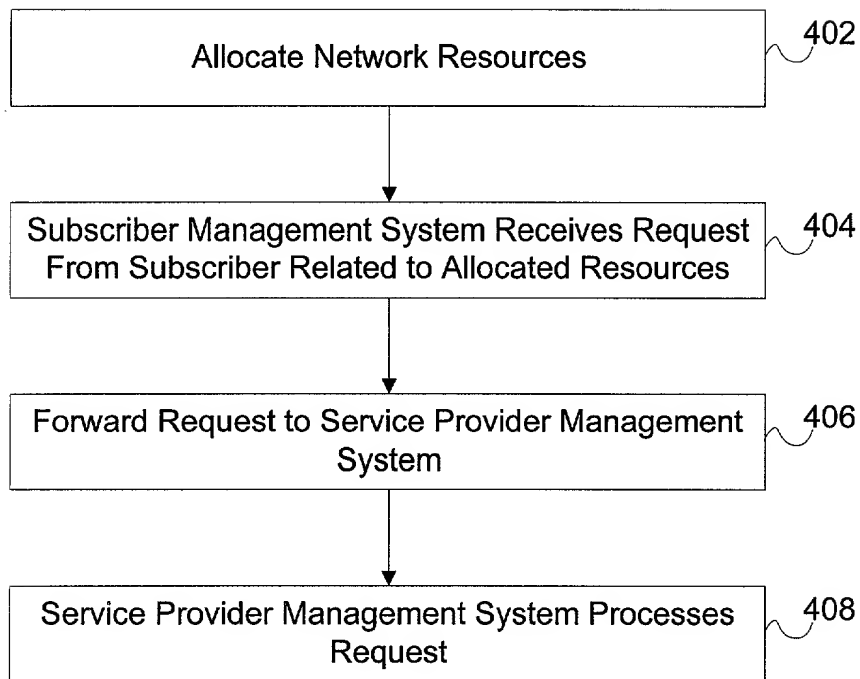 Allocate Network Resources
402
Subscriber Management System Receives Request
From Subscriber Related to Allocated Resources
404
Forward Request to Service Provider Management
System
406
Service Provider Management System Processes
Request
408